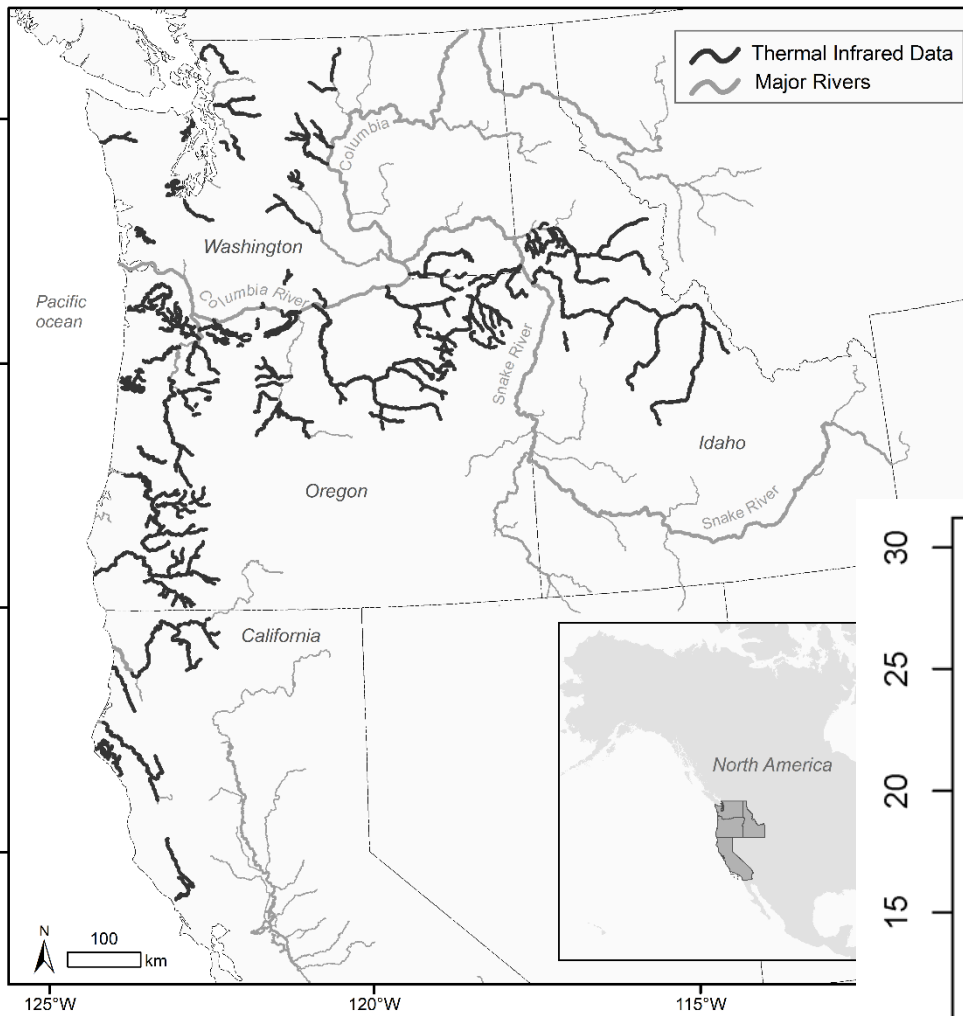 Thermal Infrared Data
Major Rivers
Columbia
Washington
Columbia River
Pacific
ocean
Snake River
Idaho
Oregon
Snake River
California
North America
30
25
20
15
N
100
km
125°W
120°W
115°W